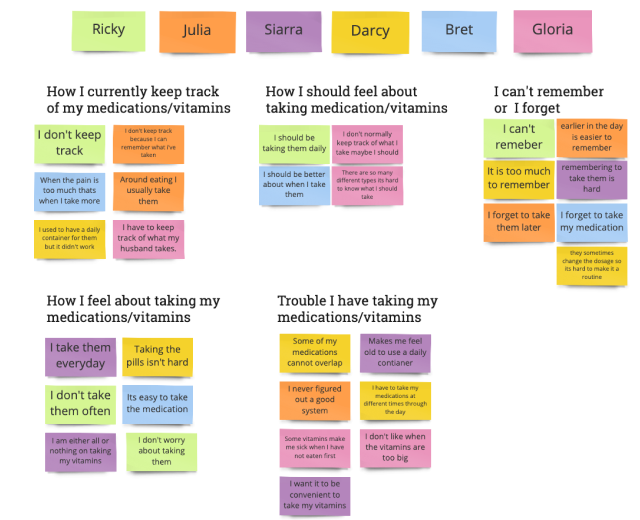 Ricky
Julia
Siarra
Darcy
Bret
Gloria
How I currently keep track
of my medications/vitamins
I don't keep
track
I don't keep track
because I can
remember what i've
taken
When the pain is
too much thats
when I take more
Around eating I
usually take
them
I used to have a daily
container for them
but it didn't work
I have to keep
track of what my
husband takes.
How I should feel about
taking medication/vitamins
I should be
taking them daily
I don't normally
keep track of what I
take maybe I should
I should be better
about when I take
them
There are so many
different types its hard
to know what I should
take
I can't remember
or I forget
I can't
remeber
earlier in the day
is easier to
remember
It is too much
to remember
remembering to
take them is
hard
I forget to take
them later
I forget to take
my medication
they sometimes
change the dosage so
its hard to make it a
routine
How I feel about taking my
medications/vitamins
I take them
everyday
Taking the
pills isn't hard
I don't take
them often
Its easy to take
the medication
I am either all or
nothing on taking
my vitamins
I don't worry
about taking
them
Trouble I have taking my
medications/vitamins
Some of my
medications
cannot overlap
Makes me feel
old to use a daily
contianer
I never figured
out a good
system
I have to take my
medications at
different times through
the day
Some vitamins make
me sick when I have
not eaten first
I don't like when
the vitamins are
too big
I want it to be
convenient to
take my vitamins